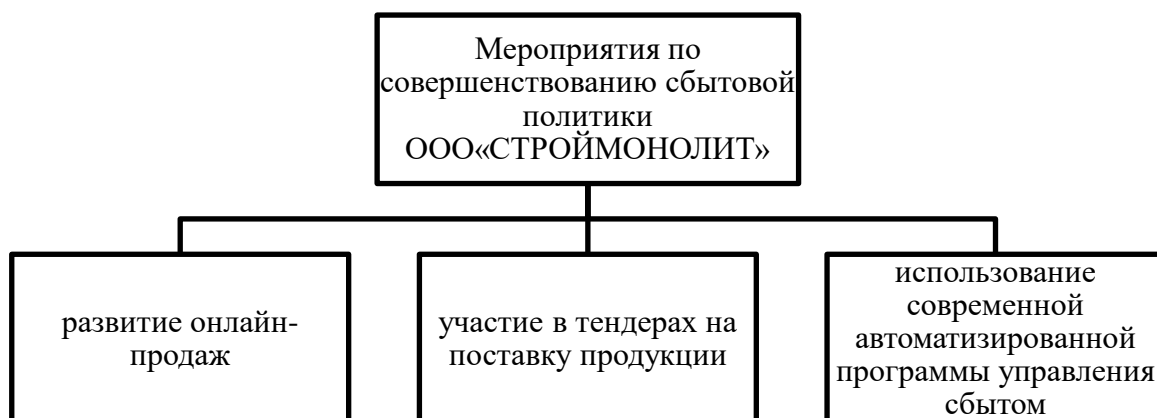 Мероприятия по
совершенствованию сбытовой
политики
ООО«СТРОЙМОНОЛИТ»
развитие онлайн-
продаж
участие в тендерах на
поставку продукции
использование
современной
автоматизированной
программы управления
сбытом